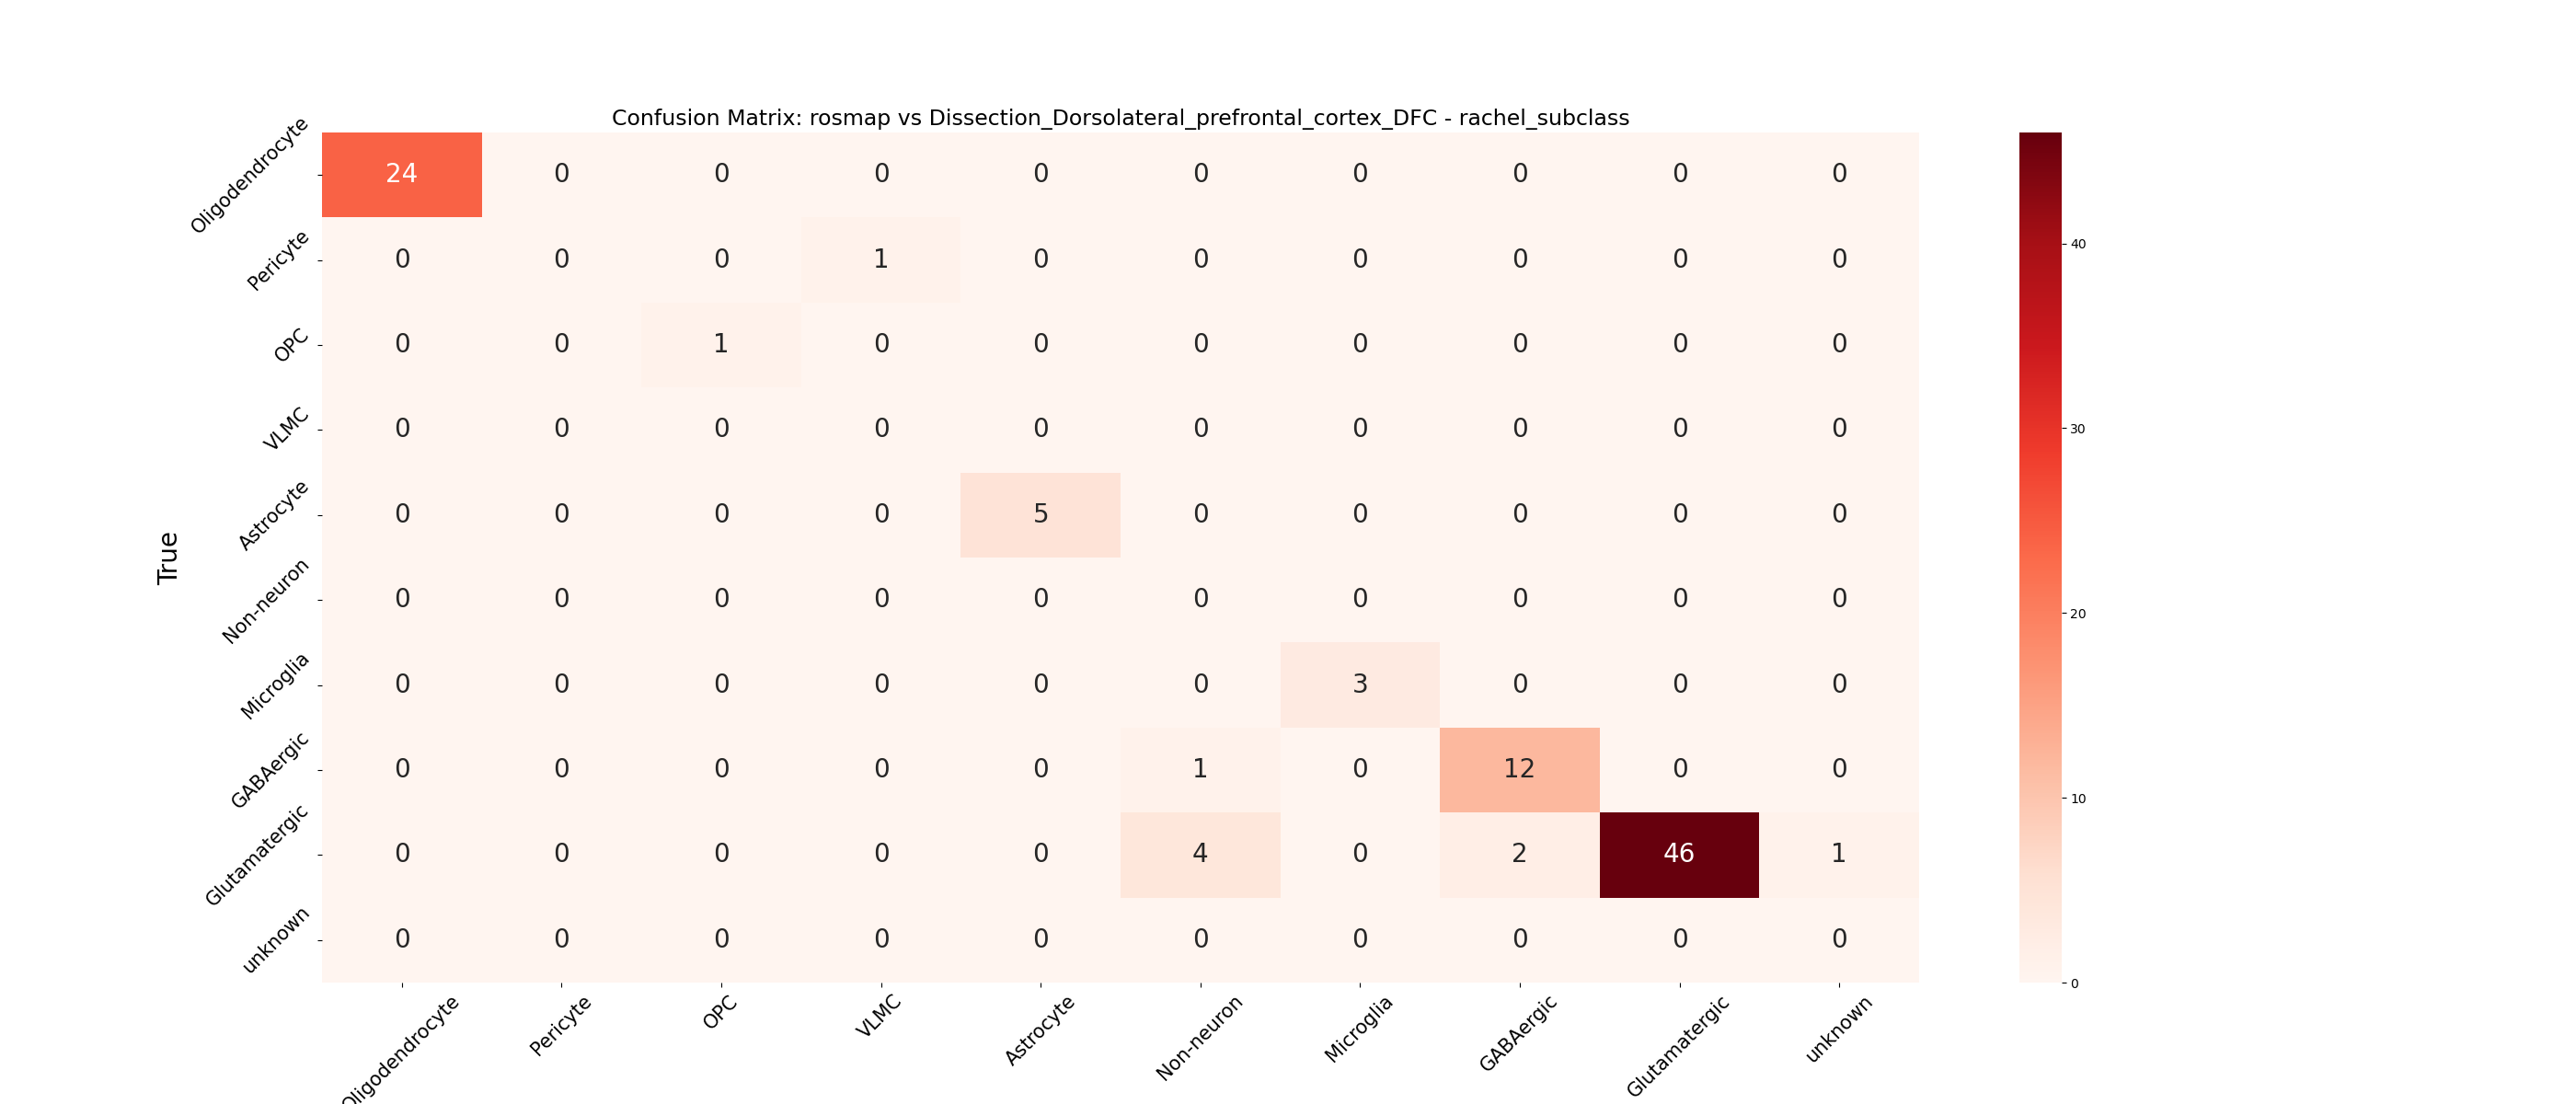 Confusion Matrix: rosmap vs Dissection_Dorsolateral_prefrontal_cortex_DFC - rachel_subclass
True
Oligodendrocyte 24 0 0 0 0 0 0 0 0 0
Pericyte 0 0 0 1 0 0 0 0 0 0
OPC 0 0 1 0 0 0 0 0 0 0
VLMC 0 0 0 0 0 0 0 0 0 0
Astrocyte 0 0 0 0 5 0 0 0 0 0
Non-neuron 0 0 0 0 0 0 0 0 0 0
Microglia 0 0 0 0 0 0 3 0 0 0
GABAergic 0 0 0 0 0 1 0 12 0 0
Glutamatergic 0 0 0 0 0 4 0 2 46 1
unknown 0 0 0 0 0 0 0 0 0 0
Oligodendrocyte Pericyte OPC VLMC Astrocyte Non-neuron Microglia GABAergic Glutamatergic unknown
40
30
20
10
0